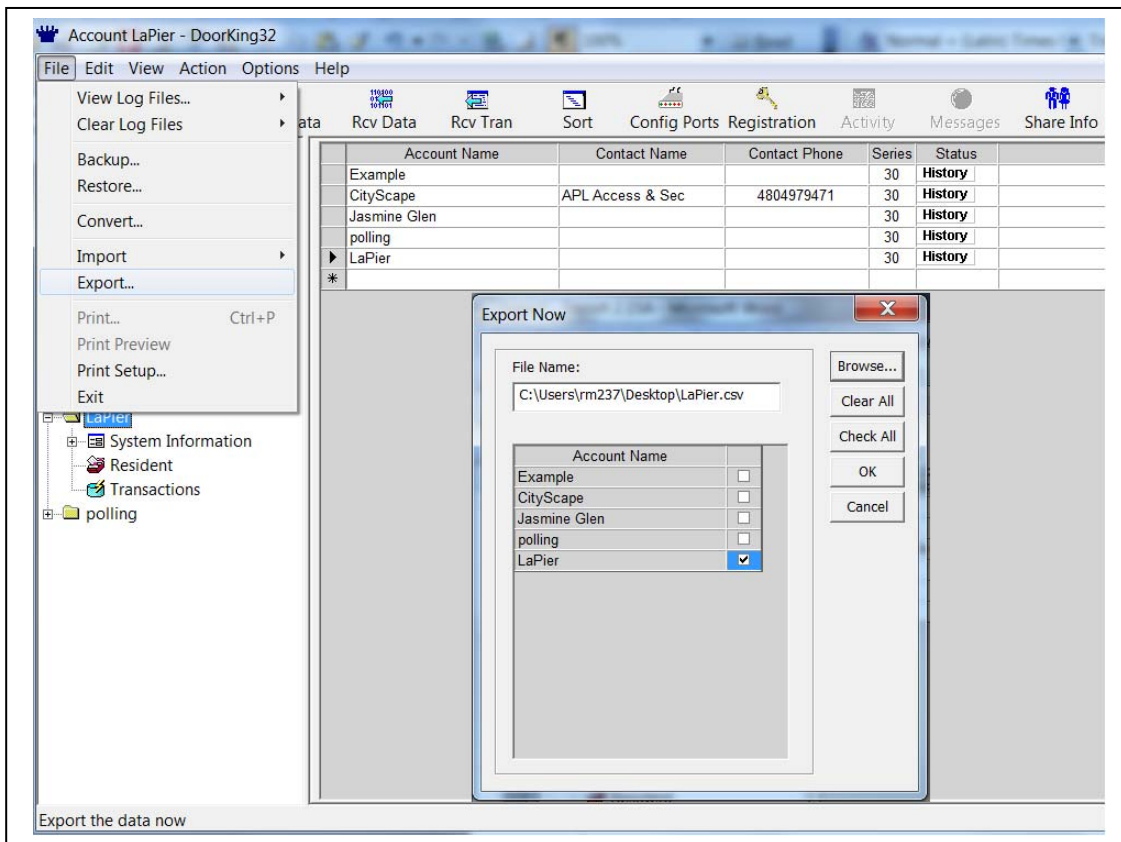 Account LaPier - DoorKing32
File Edit View Action Options Help
View Log Files...
Clear Log Files
Backup...
Restore...
Convert...
Import
Export...
Print... Ctrl+P
Print Preview
Print Setup...
Exit
ata Rcv Data Rcv Tran Sort Config Ports Registration Activity Messages Share Info
Account Name Contact Name Contact Phone Series Status
Example 30 History
CityScape APL Access & Sec 4804979471 30 History
Jasmine Glen 30 History
polling 30 History
LaPier 30 History
LaPier
System Information
Resident
Transactions
polling
Export Now
File Name:
C:\Users\rm237\Desktop\LaPier.csv
Account Name
Example
CityScape
Jasmine Glen
polling
LaPier
Browse...
Clear All
Check All
OK
Cancel
Export the data now